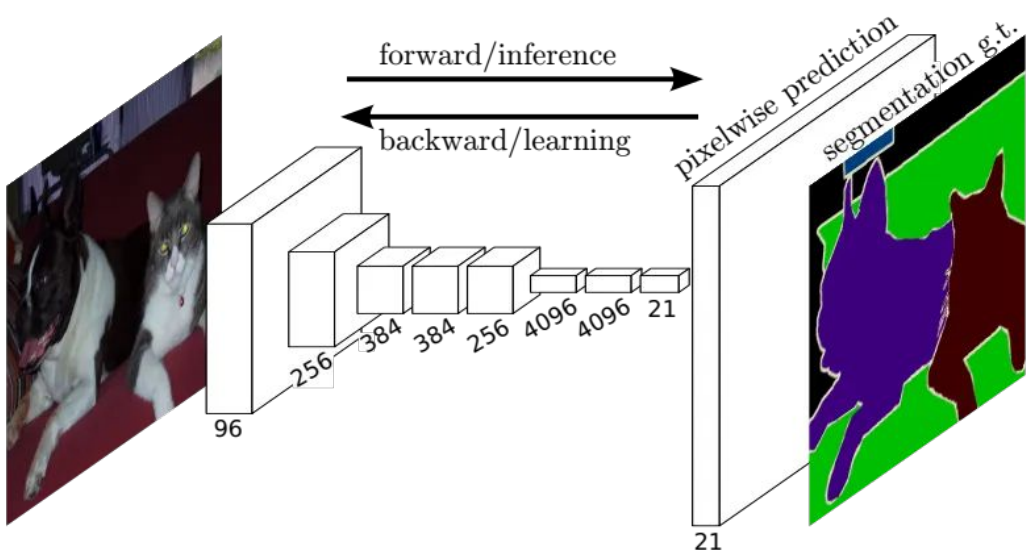 forward/inference
backward/learning
pixelwise prediction
segmentation g.t.
96
256
384
384
256
4096
4096
21
21